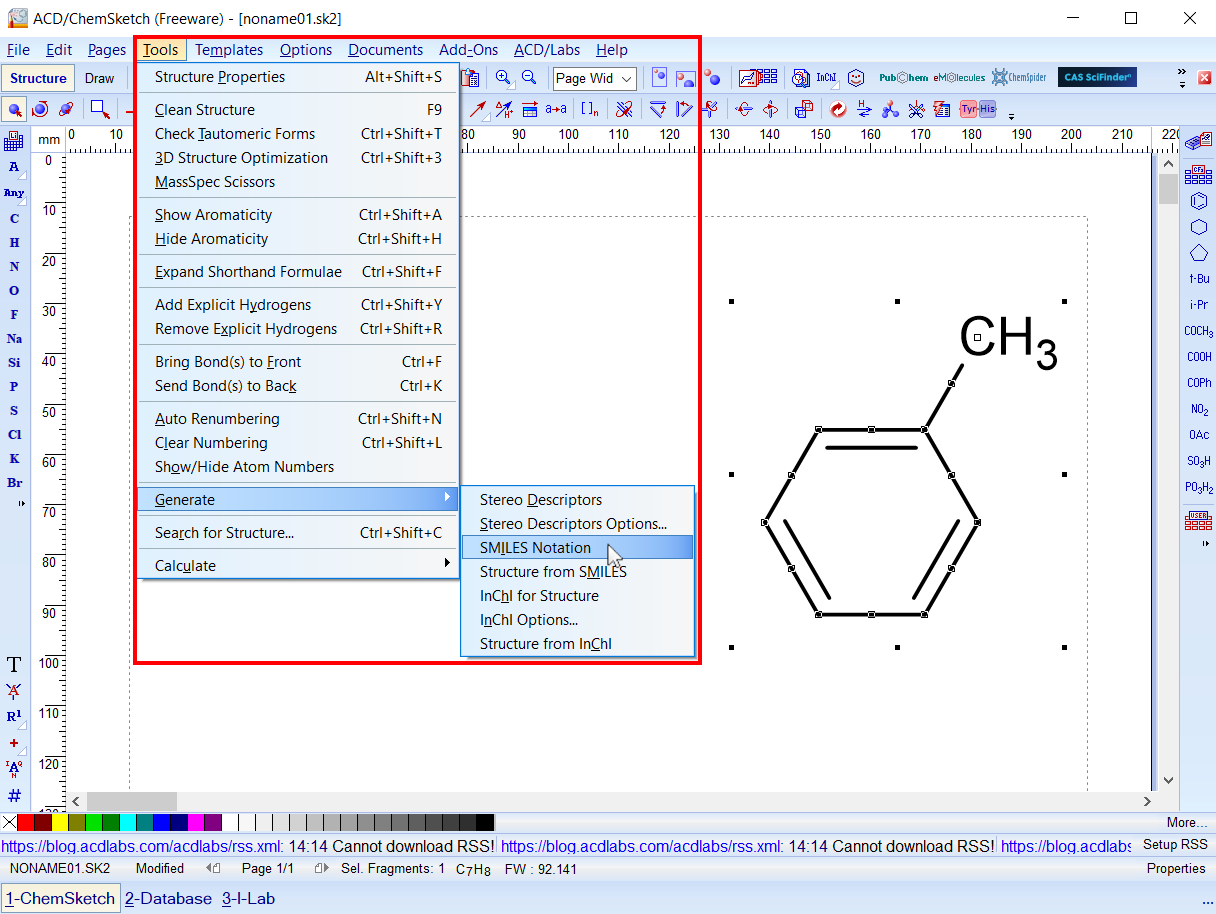 ACD/ChemSketch (Freeware) - [noname01.sk2]
File Edit Pages Tools Templates Options Documents Add-Ons ACD/Labs Help
Structure Draw
Page Wid
InChI
PubChem eMolecules ChemSpider CAS SciFinder
Structure Properties Alt+Shift+S
Clean Structure F9
Check Tautomeric Forms Ctrl+Shift+T
3D Structure Optimization Ctrl+Shift+3
MassSpec Scissors
Show Aromaticity Ctrl+Shift+A
Hide Aromaticity Ctrl+Shift+H
Expand Shorthand Formulae Ctrl+Shift+F
Add Explicit Hydrogens Ctrl+Shift+Y
Remove Explicit Hydrogens Ctrl+Shift+R
Bring Bond(s) to Front Ctrl+F
Send Bond(s) to Back Ctrl+K
Auto Renumbering Ctrl+Shift+N
Clear Numbering Ctrl+Shift+L
Show/Hide Atom Numbers
Generate
Search for Structure... Ctrl+Shift+C
Calculate
Stereo Descriptors
Stereo Descriptors Options...
SMILES Notation
Structure from SMILES
InChI for Structure
InChI Options...
Structure from InChI
a→a
[ ]n
Tyr His
mm 0 10 80 90 100 110 120 130 140 150 160 170 180 190 200 210 220
0
10
20
30
40
50
60
70
80
90
100
110
120
A
Any
C
H
N
O
F
Na
Si
P
S
Cl
K
Br
T
R1
+
#
CH3
CF3
t-Bu
i-Pr
COCH3
COOH
COPh
NO2
OAc
SO3H
PO3H2
USER
More...
https://blog.acdlabs.com/acdlabs/rss.xml: 14:14 Cannot download RSS! https://blog.acdlabs.com/acdlabs/rss.xml: 14:14 Cannot download RSS! https://blog.acdlabs Setup RSS
NONAME01.SK2 Modified Page 1/1 Sel. Fragments: 1 C7H8 FW : 92.141 Properties
1-ChemSketch 2-Database 3-I-Lab ...